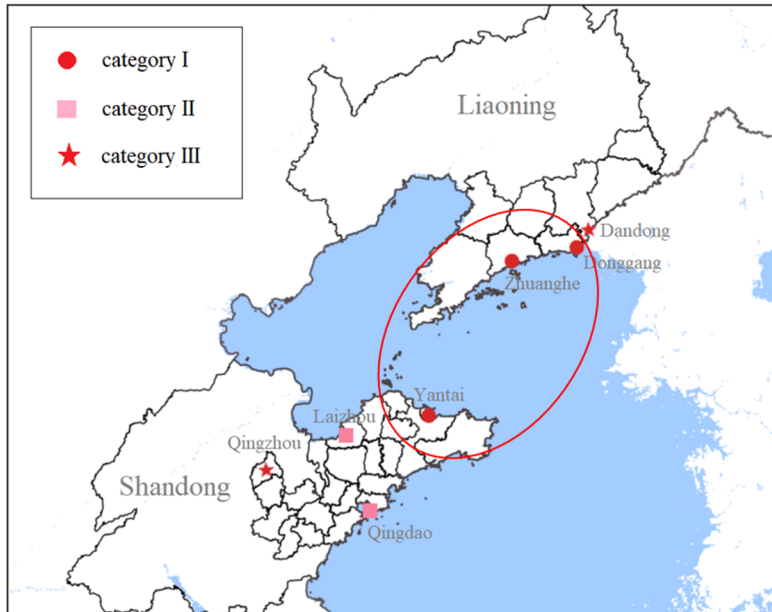 category I
category II
category III
Liaoning
Dandong
Donggang
Zhuanghe
Yantai
Laizhou
Qingzhou
Shandong
Qingdao